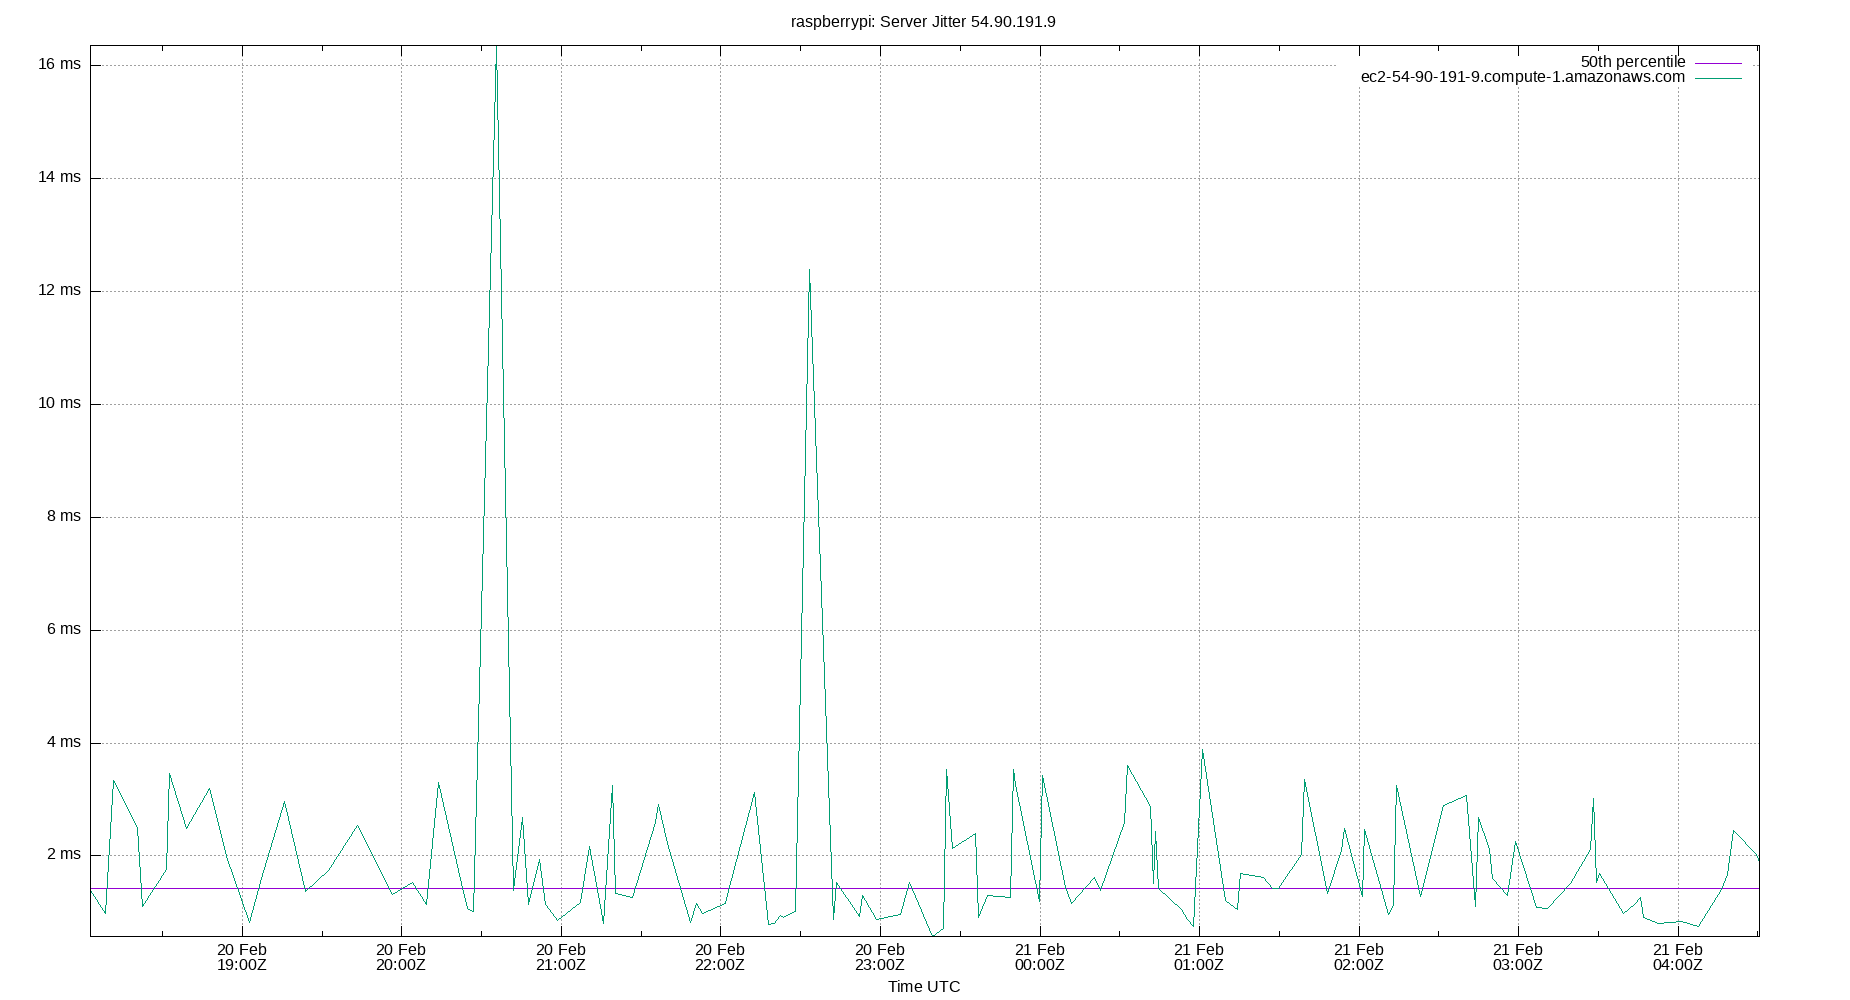 raspberrypi: Server Jitter 54.90.191.9
50th percentile
ec2-54-90-191-9.compute-1.amazonaws.com
16 ms
14 ms
12 ms
10 ms
8 ms
6 ms
4 ms
2 ms
20 Feb 20 Feb 20 Feb 20 Feb 20 Feb 21 Feb 21 Feb 21 Feb 21 Feb 21 Feb
19:00Z 20:00Z 21:00Z 22:00Z 23:00Z 00:00Z 01:00Z 02:00Z 03:00Z 04:00Z
Time UTC